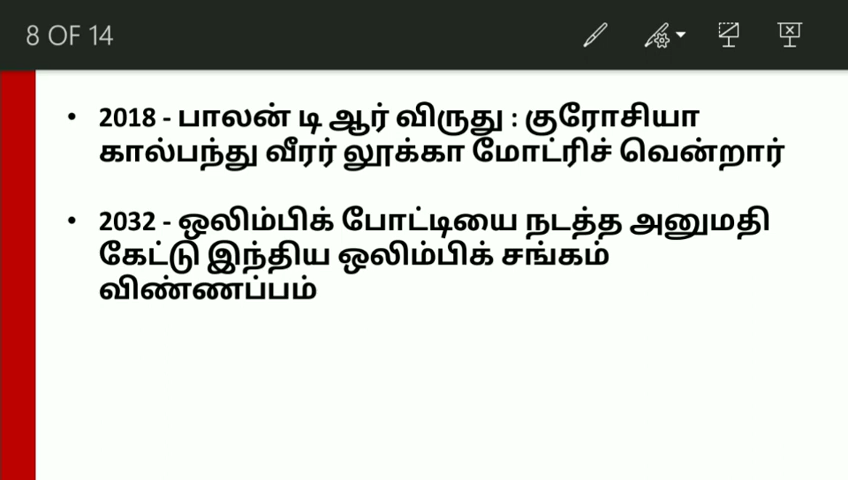 8 OF 14
• 2018 - பாலன் டி ஆர் விருது : குரோசியா
கால்பந்து வீரர் லூக்கா மோட்ரிச் வென்றார்
• 2032 - ஒலிம்பிக் போட்டியை நடத்த அனுமதி
கேட்டு இந்திய ஒலிம்பிக் சங்கம்
விண்ணப்பம்